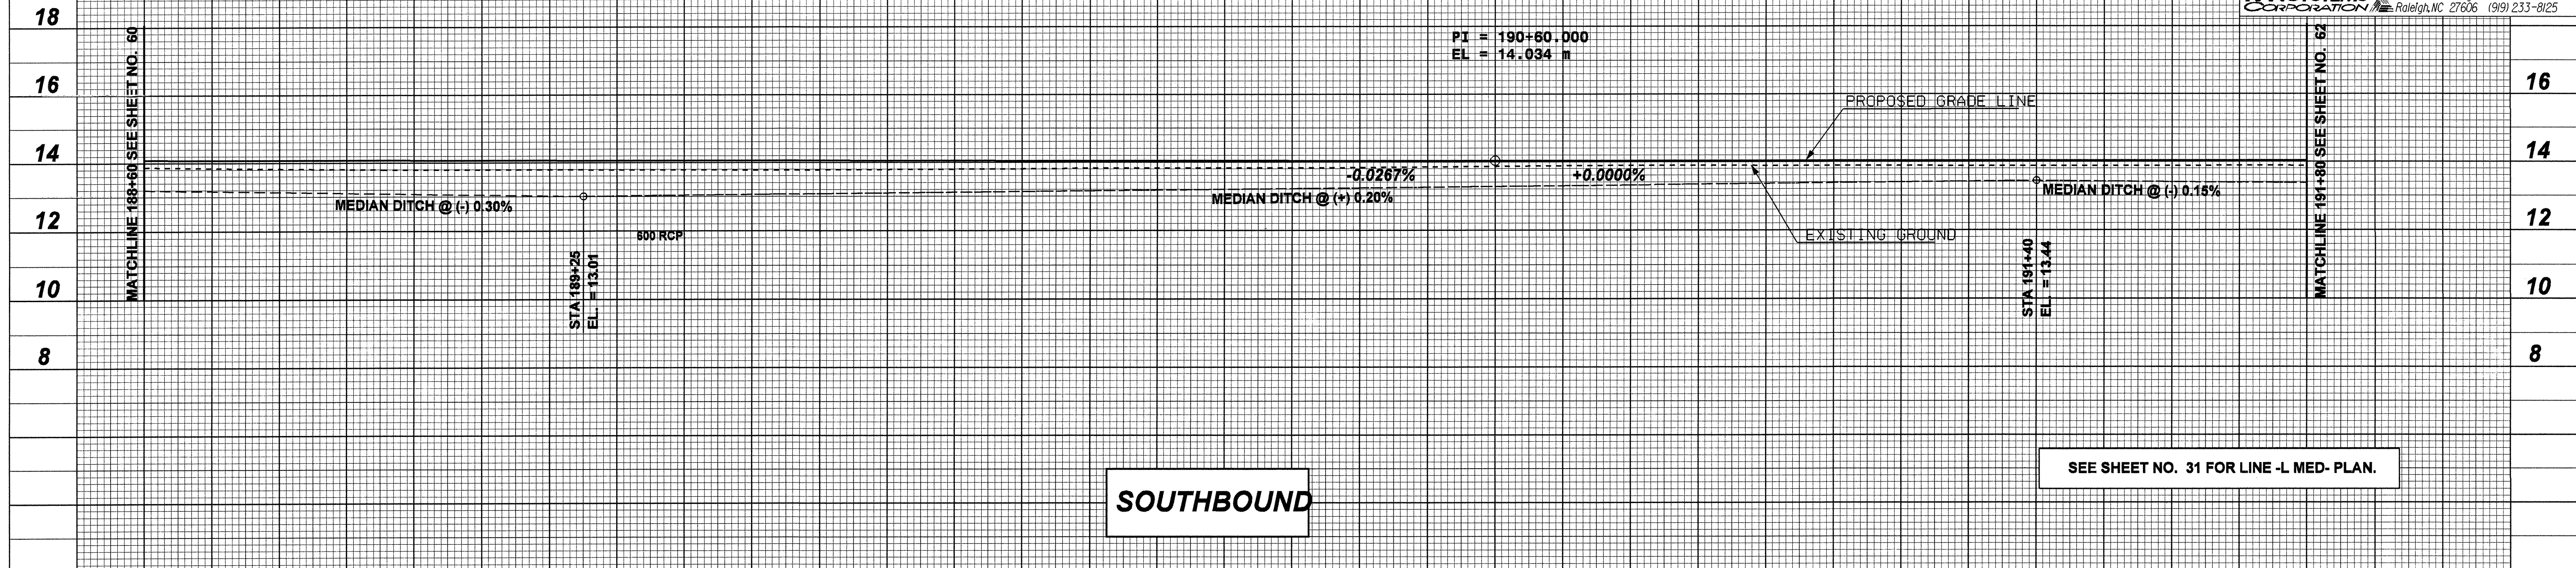 CORPORATION Raleigh, NC 27606 (919) 233-8125
18
16
14
12
10
8
MATCHLINE 188+60 SEE SHEET NO. 60
PI = 190+60.000
EL = 14.034 m
PROPOSED GRADE LINE
-0.0267%
+0.0000%
MEDIAN DITCH @ (-) 0.30%
MEDIAN DITCH @ (+) 0.20%
MEDIAN DITCH @ (-) 0.15%
600 RCP
EXISTING GROUND
STA 189+25
EL. = 13.01
STA 191+40
EL. = 13.44
MATCHLINE 191+80 SEE SHEET NO. 62
16
14
12
10
8
SEE SHEET NO. 31 FOR LINE -L MED- PLAN.
SOUTHBOUND